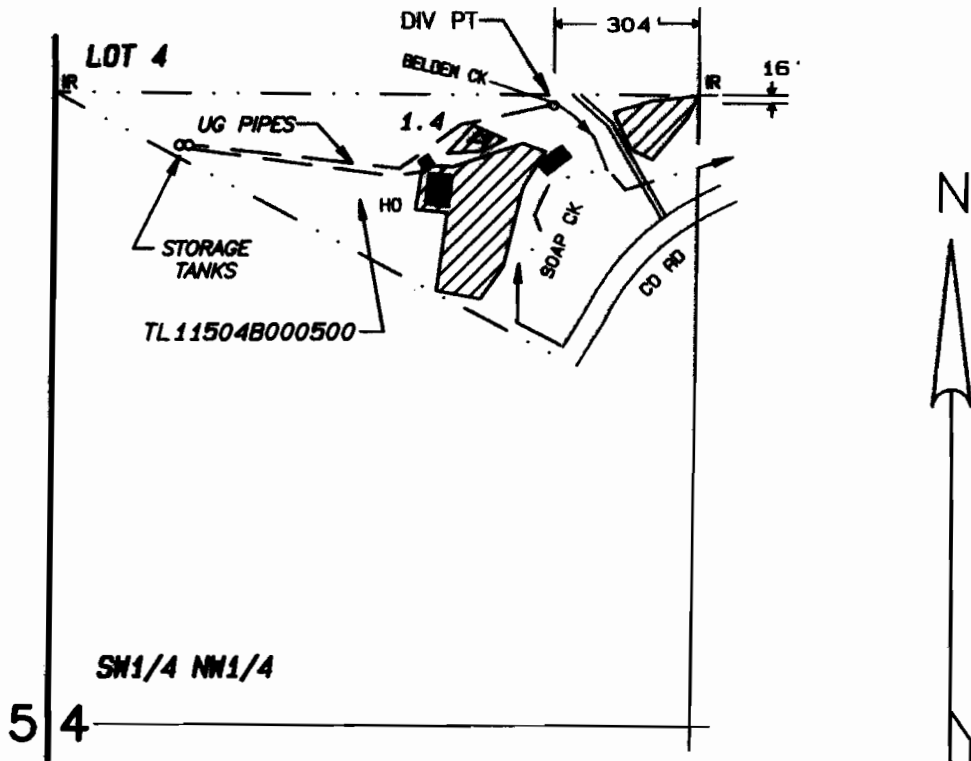 DIV PT
304'
LOT 4
BELDEN CK
IR
IR
16'
UG PIPES
1.4
HO
STORAGE
TANKS
SOAP CK
CO RD
TL11504B000500
N
SW1/4 NW1/4
5 4